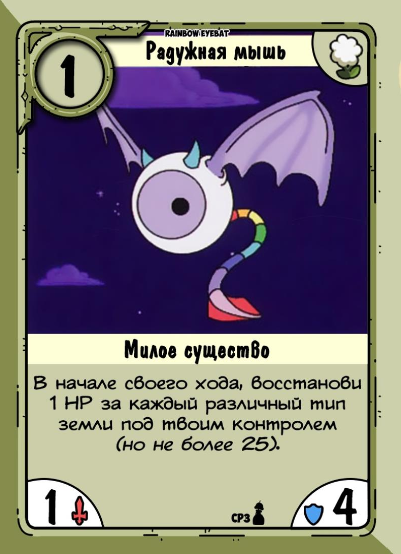 RAINBOW EYEBAT
1
Радужная мышь
Милое существо
В начале своего хода, восстанови
1 HP за каждый различный тип
земли под твоим контролем
(но не более 25).
1
CP3
4